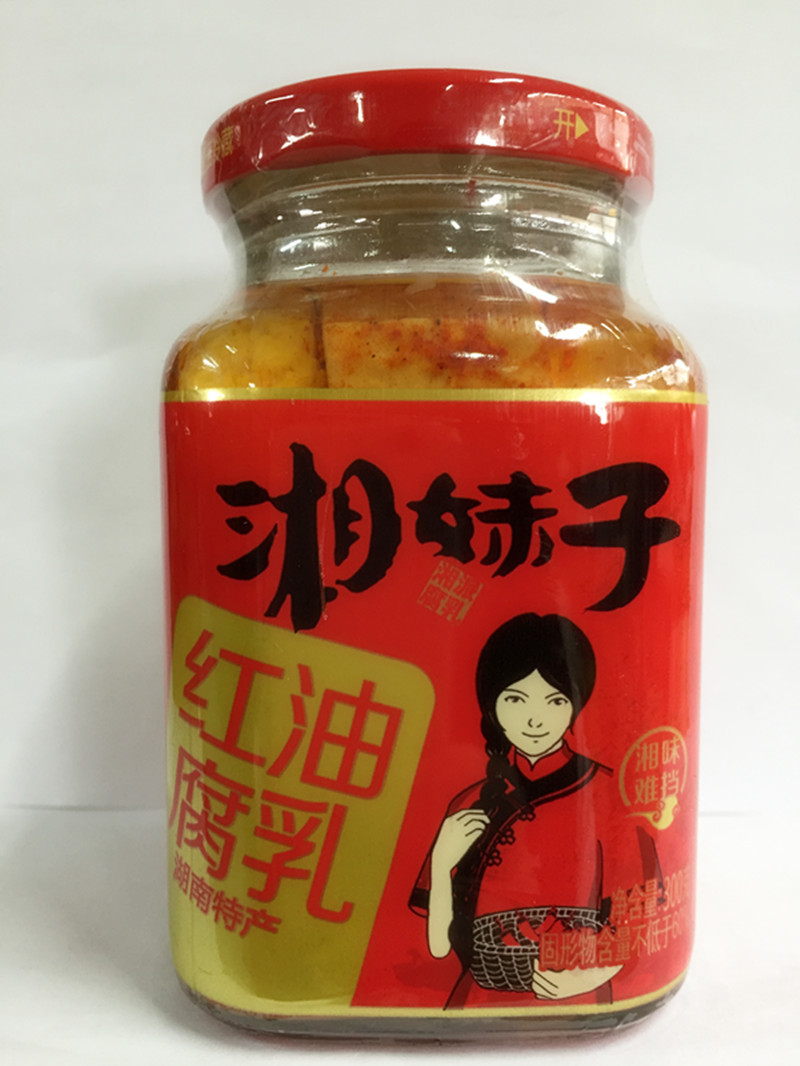 开
湘妹子
红油
腐乳
湖南特产
湘味
难挡
净含量:300
固形物含量不低于60%